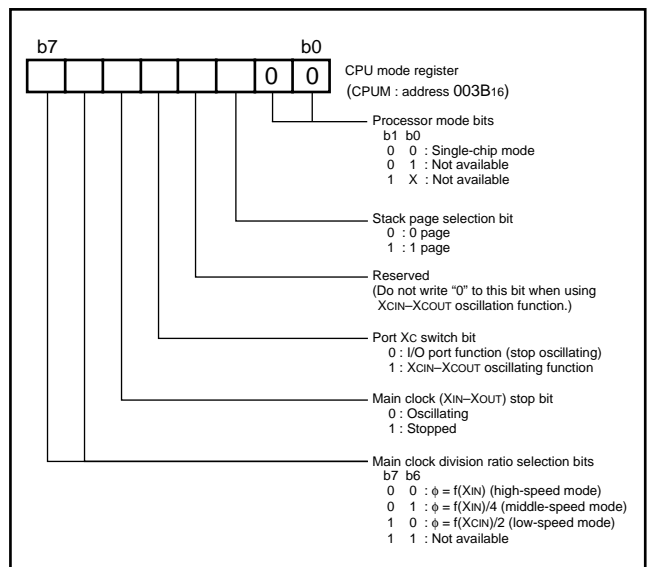 b7 b0
0 0
CPU mode register
(CPUM : address 003B16)
Processor mode bits
b1 b0
0 0 : Single-chip mode
0 1 : Not available
1 X : Not available
Stack page selection bit
0 : 0 page
1 : 1 page
Reserved
(Do not write “0” to this bit when using
XCIN–XCOUT oscillation function.)
Port XC switch bit
0 : I/O port function (stop oscillating)
1 : XCIN–XCOUT oscillating function
Main clock (XIN–XOUT) stop bit
0 : Oscillating
1 : Stopped
Main clock division ratio selection bits
b7 b6
0 0 : φ = f(XIN) (high-speed mode)
0 1 : φ = f(XIN)/4 (middle-speed mode)
1 0 : φ = f(XCIN)/2 (low-speed mode)
1 1 : Not available